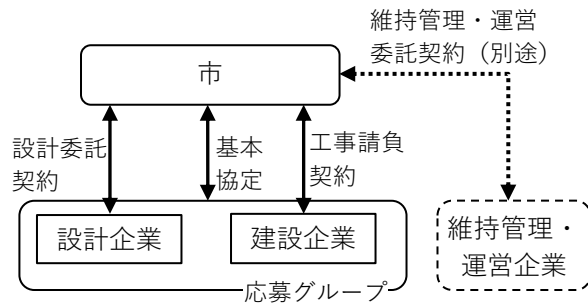 市
維持管理・運営
委託契約（別途）
設計委託
契約
基本
協定
工事請負
契約
設計企業
建設企業
維持管理・
運営企業
応募グループ